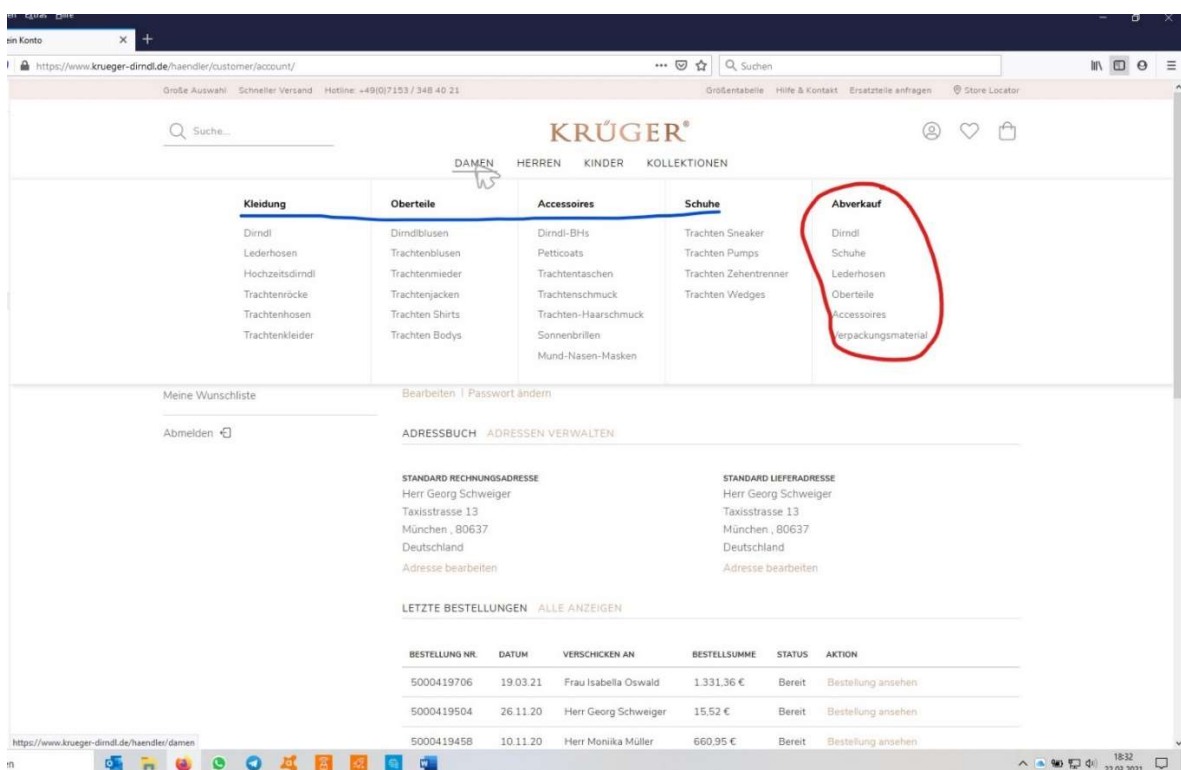 en Extras Hilfe
ein Konto
https://www.krueger-dirndl.de/haendler/customer/account/ Suchen
Große Auswahl Schneller Versand Hotline: +49(0)7153 / 348 40 21 Größentabelle Hilfe & Kontakt Ersatzteile anfragen Store Locator
Suche... KRÜGER®
DAMEN HERREN KINDER KOLLEKTIONEN
Kleidung Oberteile Accessoires Schuhe Abverkauf
Dirndl Dirndlblusen Dirndl-BHs Trachten Sneaker Dirndl
Lederhosen Trachtenblusen Petticoats Trachten Pumps Schuhe
Hochzeitsdirndl Trachtenmieder Trachtentaschen Trachten Zehentrenner Lederhosen
Trachtenröcke Trachtenjacken Trachtenschmuck Trachten Wedges Oberteile
Trachtenhosen Trachten Shirts Trachten-Haarschmuck Accessoires
Trachtenkleider Trachten Bodys Sonnenbrillen Verpackungsmaterial
Mund-Nasen-Masken
Meine Wunschliste Bearbeiten | Passwort ändern
Abmelden ADRESSBUCH ADRESSEN VERWALTEN
STANDARD RECHNUNGSADRESSE STANDARD LIEFERADRESSE
Herr Georg Schweiger Herr Georg Schweiger
Taxisstrasse 13 Taxisstrasse 13
München , 80637 München , 80637
Deutschland Deutschland
Adresse bearbeiten Adresse bearbeiten
LETZTE BESTELLUNGEN ALLE ANZEIGEN
BESTELLUNG NR. DATUM VERSCHICKEN AN BESTELLSUMME STATUS AKTION
5000419706 19.03.21 Frau Isabella Oswald 1.331,36 € Bereit Bestellung ansehen
5000419504 26.11.20 Herr Georg Schweiger 15,52 € Bereit Bestellung ansehen
5000419458 10.11.20 Herr Moniika Müller 660,95 € Bereit Bestellung ansehen
https://www.krueger-dirndl.de/haendler/damen
en 18:32
22.03.2021